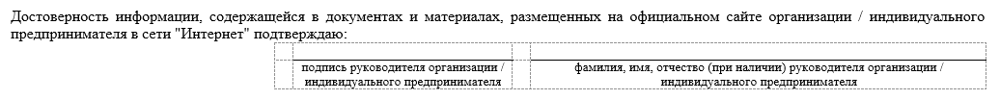 Достоверность информации, содержащейся в документах и материалах, размещенных на официальном сайте организации / индивидуального
предпринимателя в сети "Интернет" подтверждаю:
подпись руководителя организации /
индивидуального предпринимателя
фамилия, имя, отчество (при наличии) руководителя организации /
индивидуального предпринимателя